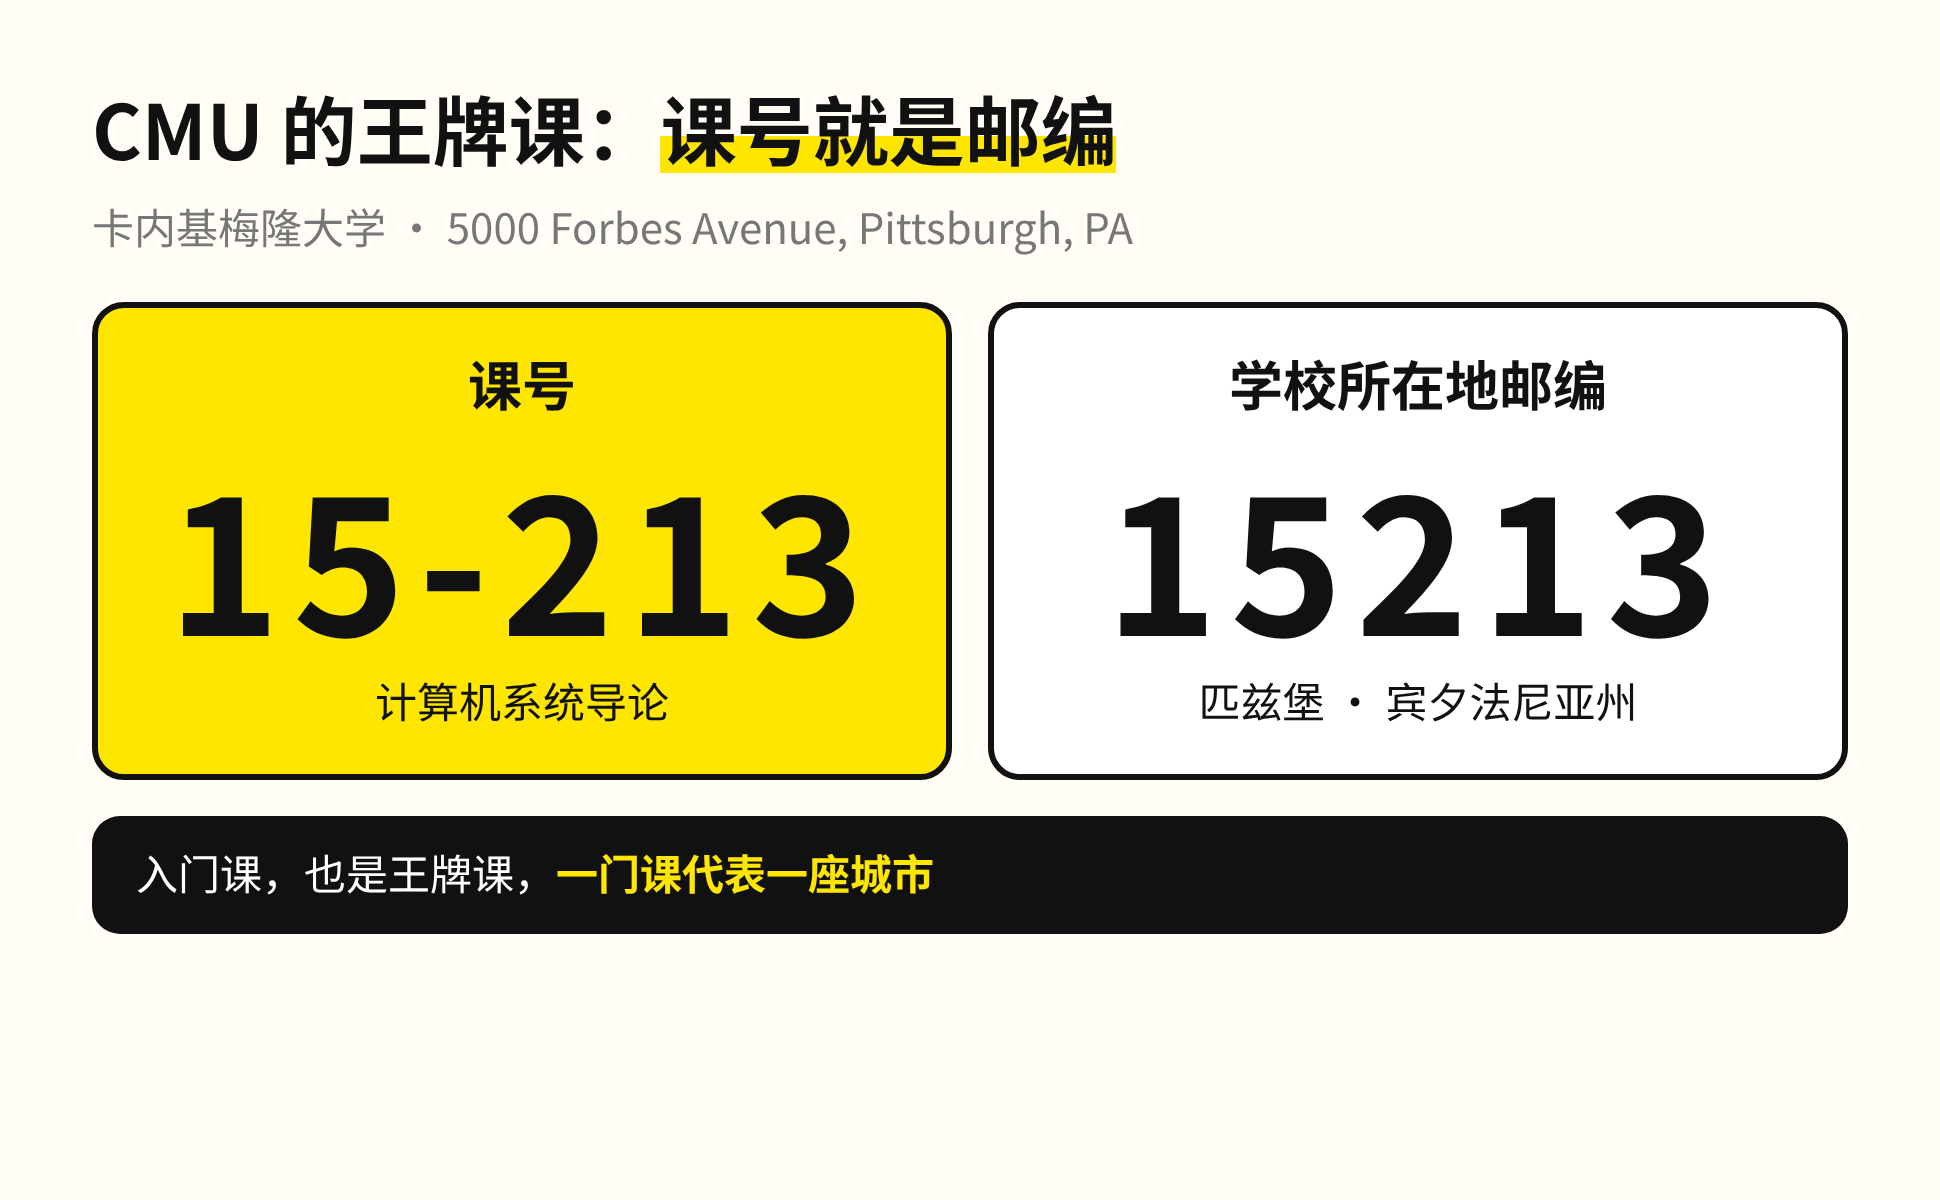 CMU 的王牌课：课号就是邮编
卡内基梅隆大学 · 5000 Forbes Avenue, Pittsburgh, PA
课号
15-213
计算机系统导论
学校所在地邮编
15213
匹兹堡 · 宾夕法尼亚州
入门课，也是王牌课，一门课代表一座城市